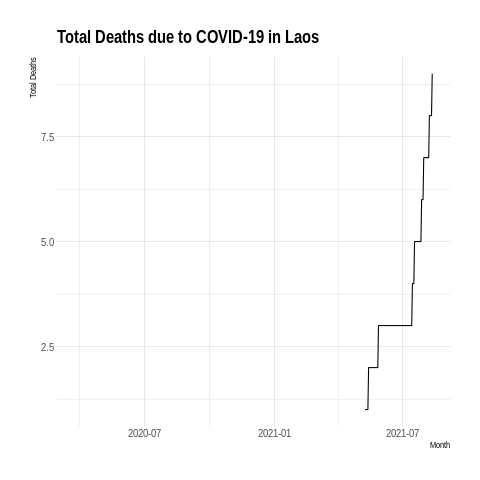 Total Deaths due to COVID-19 in Laos
Total Deaths
7.5
5.0
2.5
2020-07 2021-01 2021-07
Month